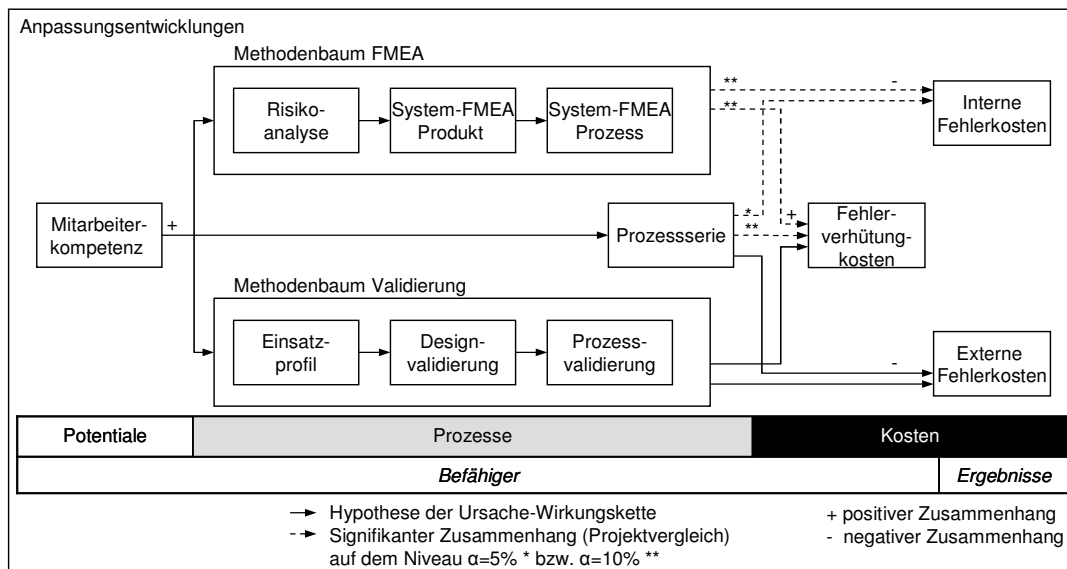 Anpassungsentwicklungen
Methodenbaum FMEA
Risiko-
analyse
System-FMEA
Produkt
System-FMEA
Prozess
**
**
-
Interne
Fehlerkosten
Mitarbeiter-
kompetenz
+
Prozessserie
*
**
+
Fehler-
verhütung-
kosten
Methodenbaum Validierung
Einsatz-
profil
Design-
validierung
Prozess-
validierung
-
Externe
Fehlerkosten
Potentiale
Prozesse
Kosten
Befähiger
Ergebnisse
Hypothese der Ursache-Wirkungskette
Signifikanter Zusammenhang (Projektvergleich)
auf dem Niveau α=5% * bzw. α=10% **
+ positiver Zusammenhang
- negativer Zusammenhang